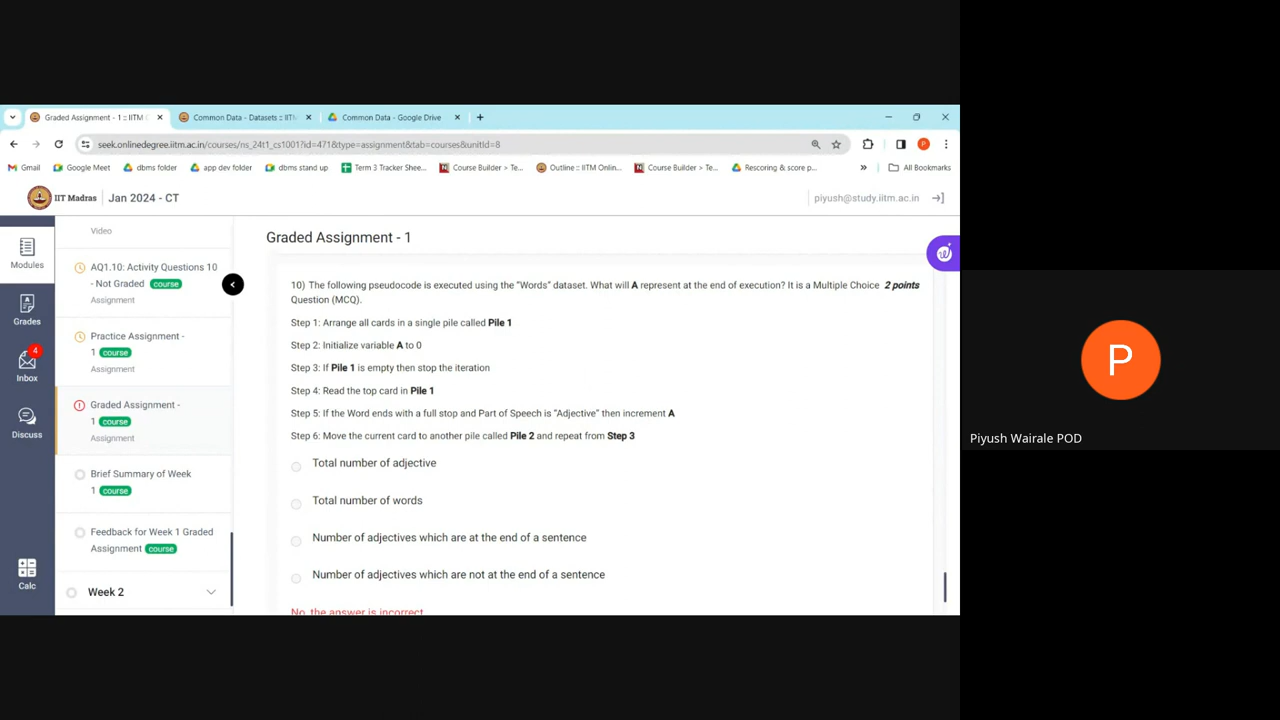 Graded Assignment - 1 :: IITM
Common Data - Datasets :: IITM
Common Data - Google Drive
seek.onlinedegree.iitm.ac.in/courses/ns_24t1_cs1001?id=471&type=assignment&tab=courses&unitId=8
Gmail
Google Meet
dbms folder
app dev folder
dbms stand up
Term 3 Tracker Shee...
Course Builder > Te...
Outline :: IITM Onlin...
Course Builder > Te...
Rescoring & score p...
»
All Bookmarks
IIT Madras
Jan 2024 - CT
piyush@study.iitm.ac.in
Modules
Grades
4
Inbox
Discuss
Calc
Video
AQ1.10: Activity Questions 10
- Not Graded course
Assignment
Practice Assignment -
1 course
Assignment
Graded Assignment -
1 course
Assignment
Brief Summary of Week
1 course
Feedback for Week 1 Graded
Assignment course
Week 2
Graded Assignment - 1
10) The following pseudocode is executed using the "Words" dataset. What will A represent at the end of execution? It is a Multiple Choice 2 points
Question (MCQ).
Step 1: Arrange all cards in a single pile called Pile 1
Step 2: Initialize variable A to 0
Step 3: If Pile 1 is empty then stop the iteration
Step 4: Read the top card in Pile 1
Step 5: If the Word ends with a full stop and Part of Speech is "Adjective" then increment A
Step 6: Move the current card to another pile called Pile 2 and repeat from Step 3
Total number of adjective
Total number of words
Number of adjectives which are at the end of a sentence
Number of adjectives which are not at the end of a sentence
No, the answer is incorrect.
P
Piyush Wairale POD